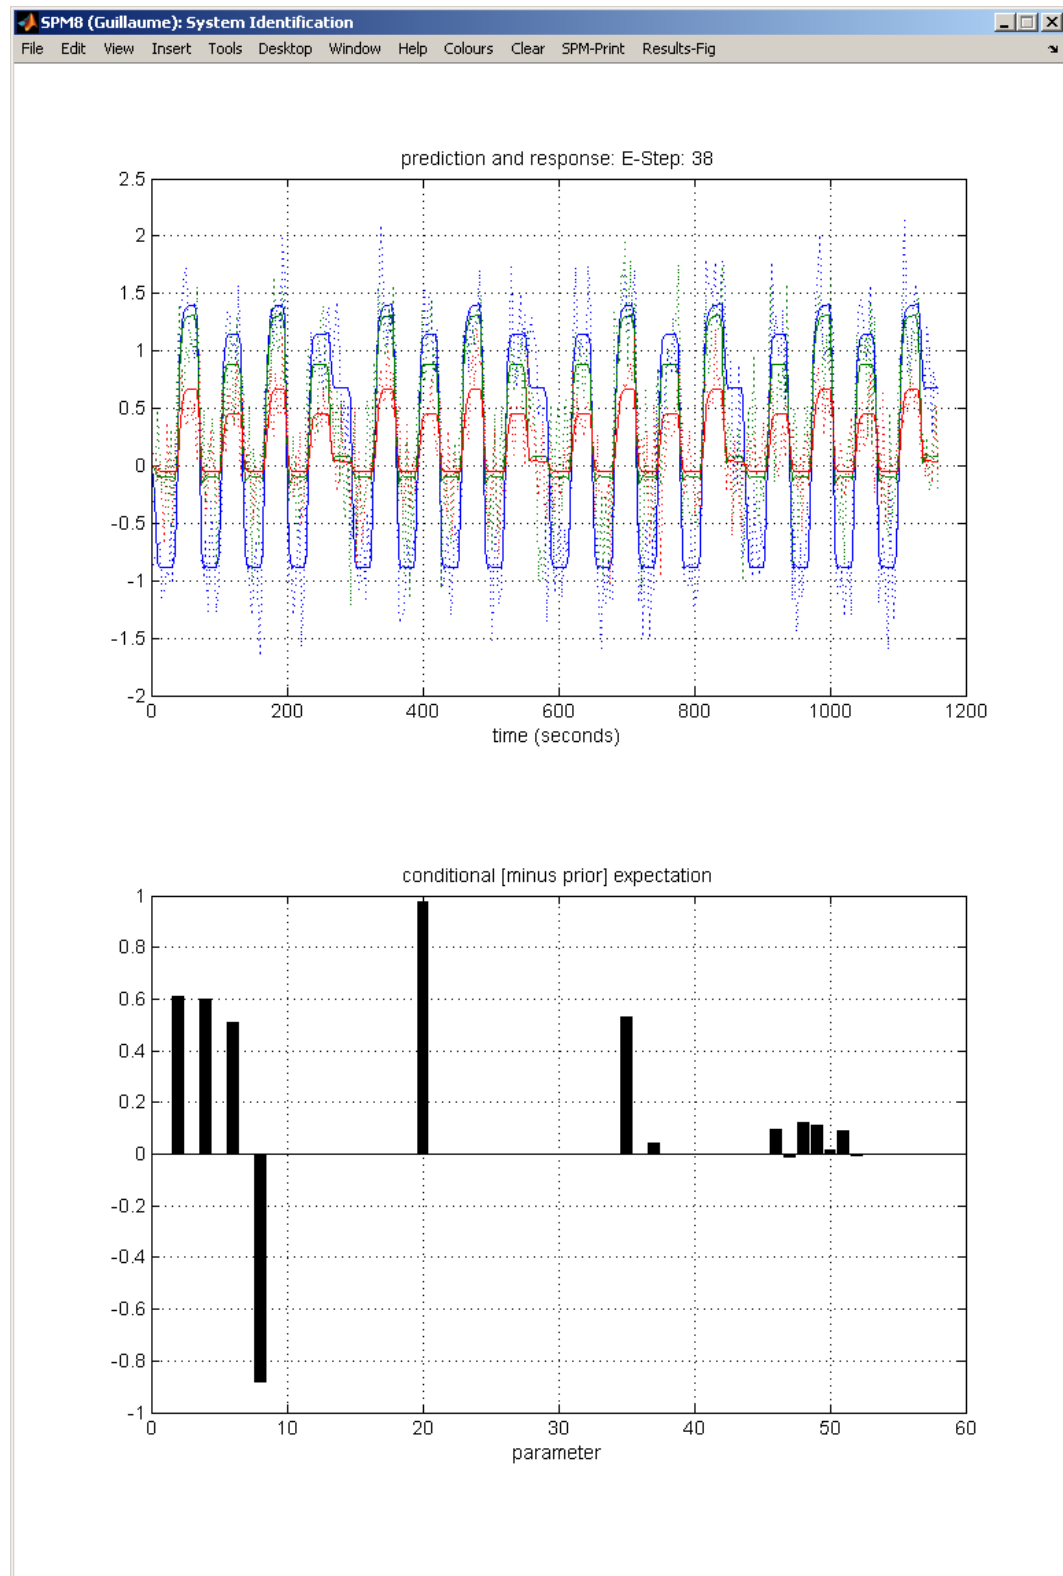 SPM8 (Guillaume): System Identification
File Edit View Insert Tools Desktop Window Help Colours Clear SPM-Print Results-Fig
prediction and response: E-Step: 38
2.5
2
1.5
1
0.5
0
-0.5
-1
-1.5
-2
0 200 400 600 800 1000 1200
time (seconds)
conditional [minus prior] expectation
1
0.8
0.6
0.4
0.2
0
-0.2
-0.4
-0.6
-0.8
-1
0 10 20 30 40 50 60
parameter